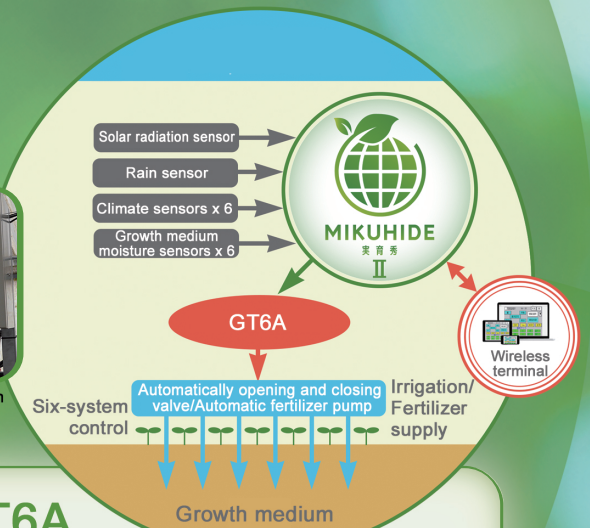 Solar radiation sensor
Rain sensor
Climate sensors x 6
Growth medium
moisture sensors x 6
MIKUHIDE
実育秀
II
GT6A
Wireless
terminal
Automatically opening and closing
valve/Automatic fertilizer pump
Six-system
control
Irrigation/
Fertilizer
supply
Growth medium
T6A